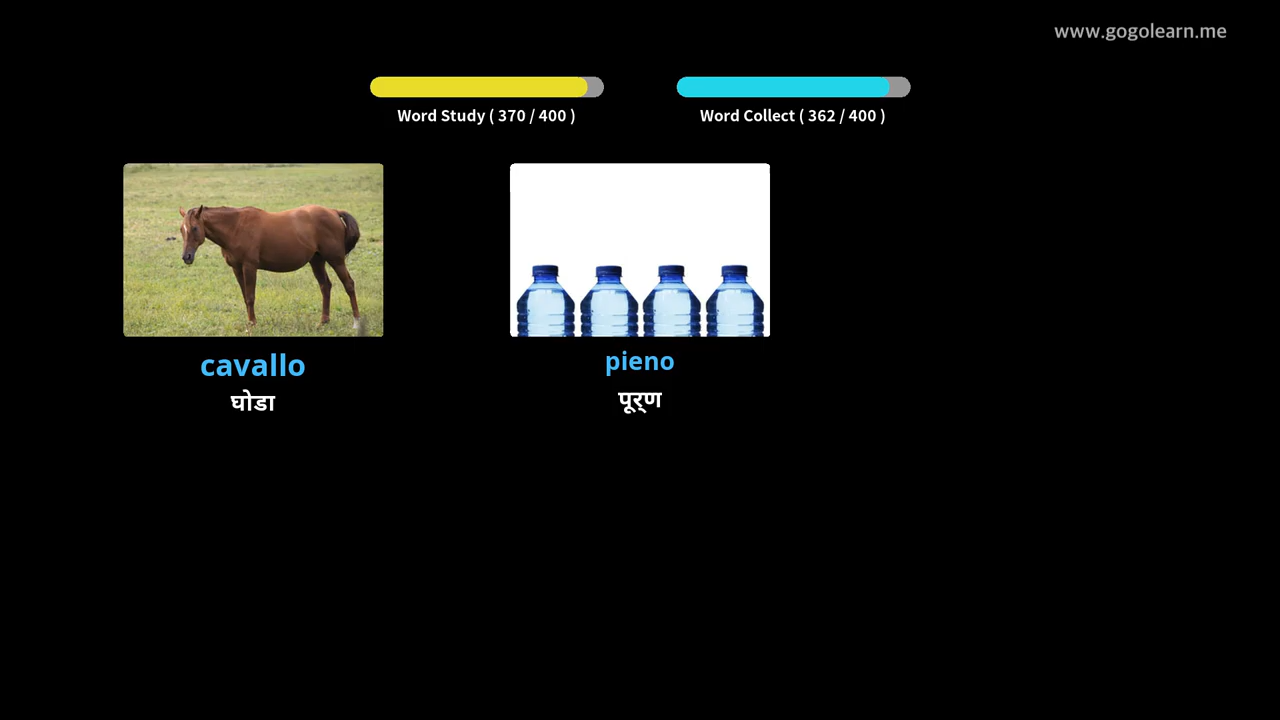 www.gogolearn.me
Word Study ( 370 / 400 )
Word Collect ( 362 / 400 )
cavallo
घोडा
pieno
पूर्ण